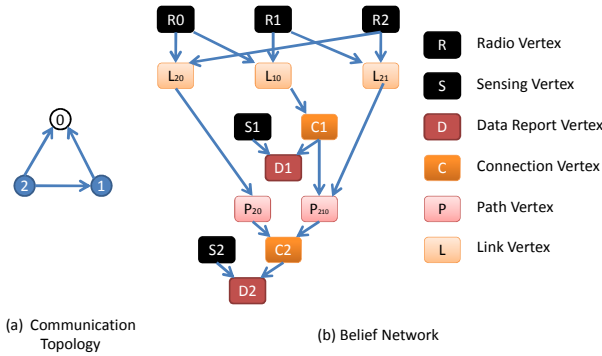 R0 R1 R2
L20 L10 L21
S1 C1
D1
P20 P210
S2 C2
D2
0
2 1
R Radio Vertex
S Sensing Vertex
D Data Report Vertex
C Connection Vertex
P Path Vertex
L Link Vertex
(a) Communication
Topology
(b) Belief Network